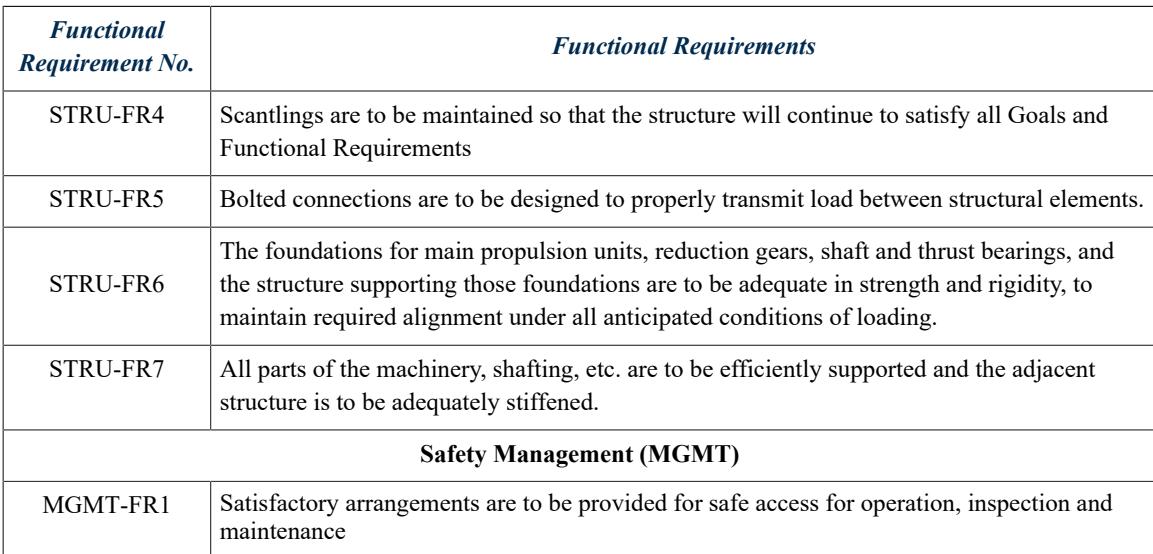 Functional
Requirement No.
Functional Requirements
STRU-FR4
Scantlings are to be maintained so that the structure will continue to satisfy all Goals and
Functional Requirements
STRU-FR5
Bolted connections are to be designed to properly transmit load between structural elements.
STRU-FR6
The foundations for main propulsion units, reduction gears, shaft and thrust bearings, and
the structure supporting those foundations are to be adequate in strength and rigidity, to
maintain required alignment under all anticipated conditions of loading.
STRU-FR7
All parts of the machinery, shafting, etc. are to be efficiently supported and the adjacent
structure is to be adequately stiffened.
Safety Management (MGMT)
MGMT-FR1
Satisfactory arrangements are to be provided for safe access for operation, inspection and
maintenance